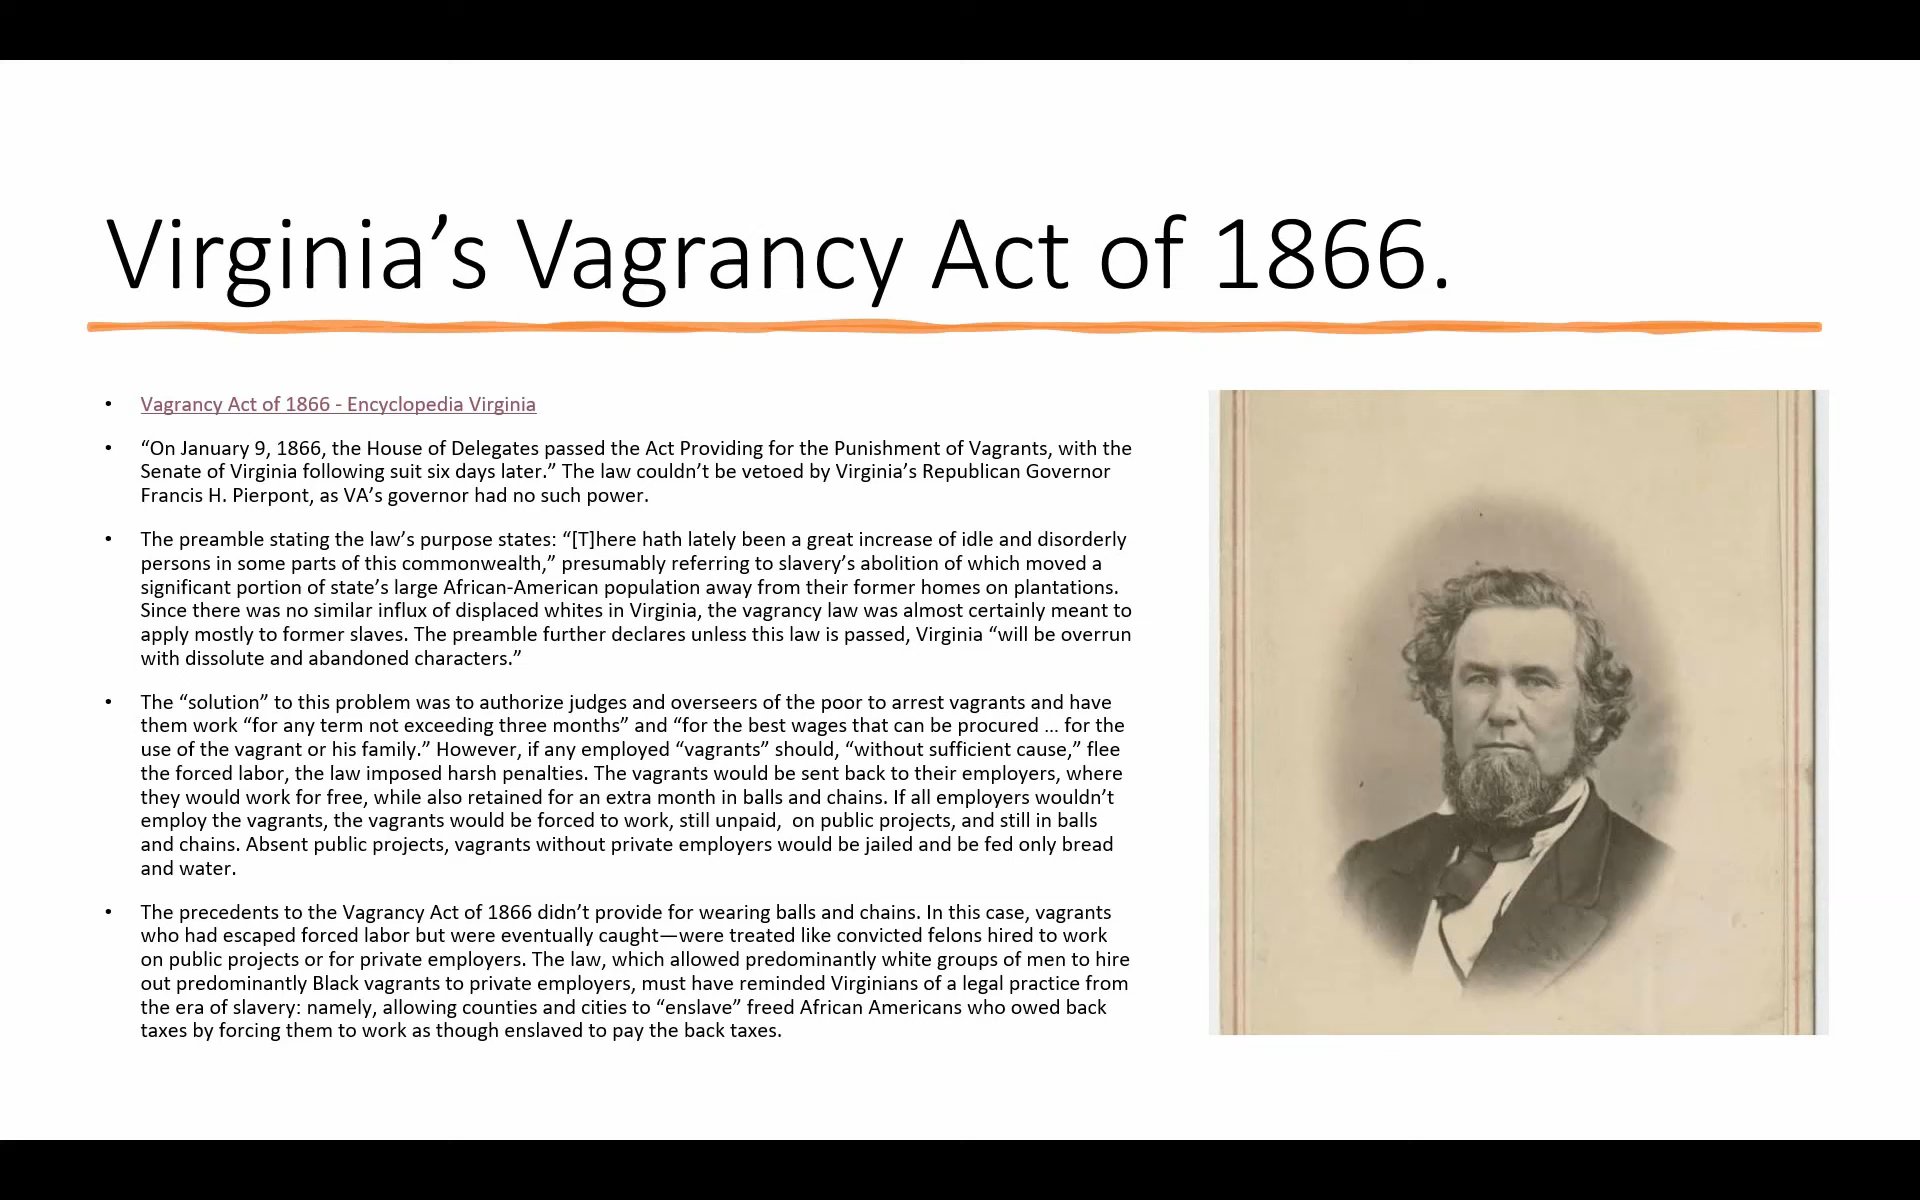 Virginia’s Vagrancy Act of 1866.
• Vagrancy Act of 1866 - Encyclopedia Virginia
• “On January 9, 1866, the House of Delegates passed the Act Providing for the Punishment of Vagrants, with the
Senate of Virginia following suit six days later.” The law couldn’t be vetoed by Virginia’s Republican Governor
Francis H. Pierpont, as VA’s governor had no such power.
• The preamble stating the law’s purpose states: “[T]here hath lately been a great increase of idle and disorderly
persons in some parts of this commonwealth,” presumably referring to slavery’s abolition of which moved a
significant portion of state’s large African-American population away from their former homes on plantations.
Since there was no similar influx of displaced whites in Virginia, the vagrancy law was almost certainly meant to
apply mostly to former slaves. The preamble further declares unless this law is passed, Virginia “will be overrun
with dissolute and abandoned characters.”
• The “solution” to this problem was to authorize judges and overseers of the poor to arrest vagrants and have
them work “for any term not exceeding three months” and “for the best wages that can be procured ... for the
use of the vagrant or his family.” However, if any employed “vagrants” should, “without sufficient cause,” flee
the forced labor, the law imposed harsh penalties. The vagrants would be sent back to their employers, where
they would work for free, while also retained for an extra month in balls and chains. If all employers wouldn’t
employ the vagrants, the vagrants would be forced to work, still unpaid,  on public projects, and still in balls
and chains. Absent public projects, vagrants without private employers would be jailed and be fed only bread
and water.
• The precedents to the Vagrancy Act of 1866 didn’t provide for wearing balls and chains. In this case, vagrants
who had escaped forced labor but were eventually caught—were treated like convicted felons hired to work
on public projects or for private employers. The law, which allowed predominantly white groups of men to hire
out predominantly Black vagrants to private employers, must have reminded Virginians of a legal practice from
the era of slavery: namely, allowing counties and cities to “enslave” freed African Americans who owed back
taxes by forcing them to work as though enslaved to pay the back taxes.